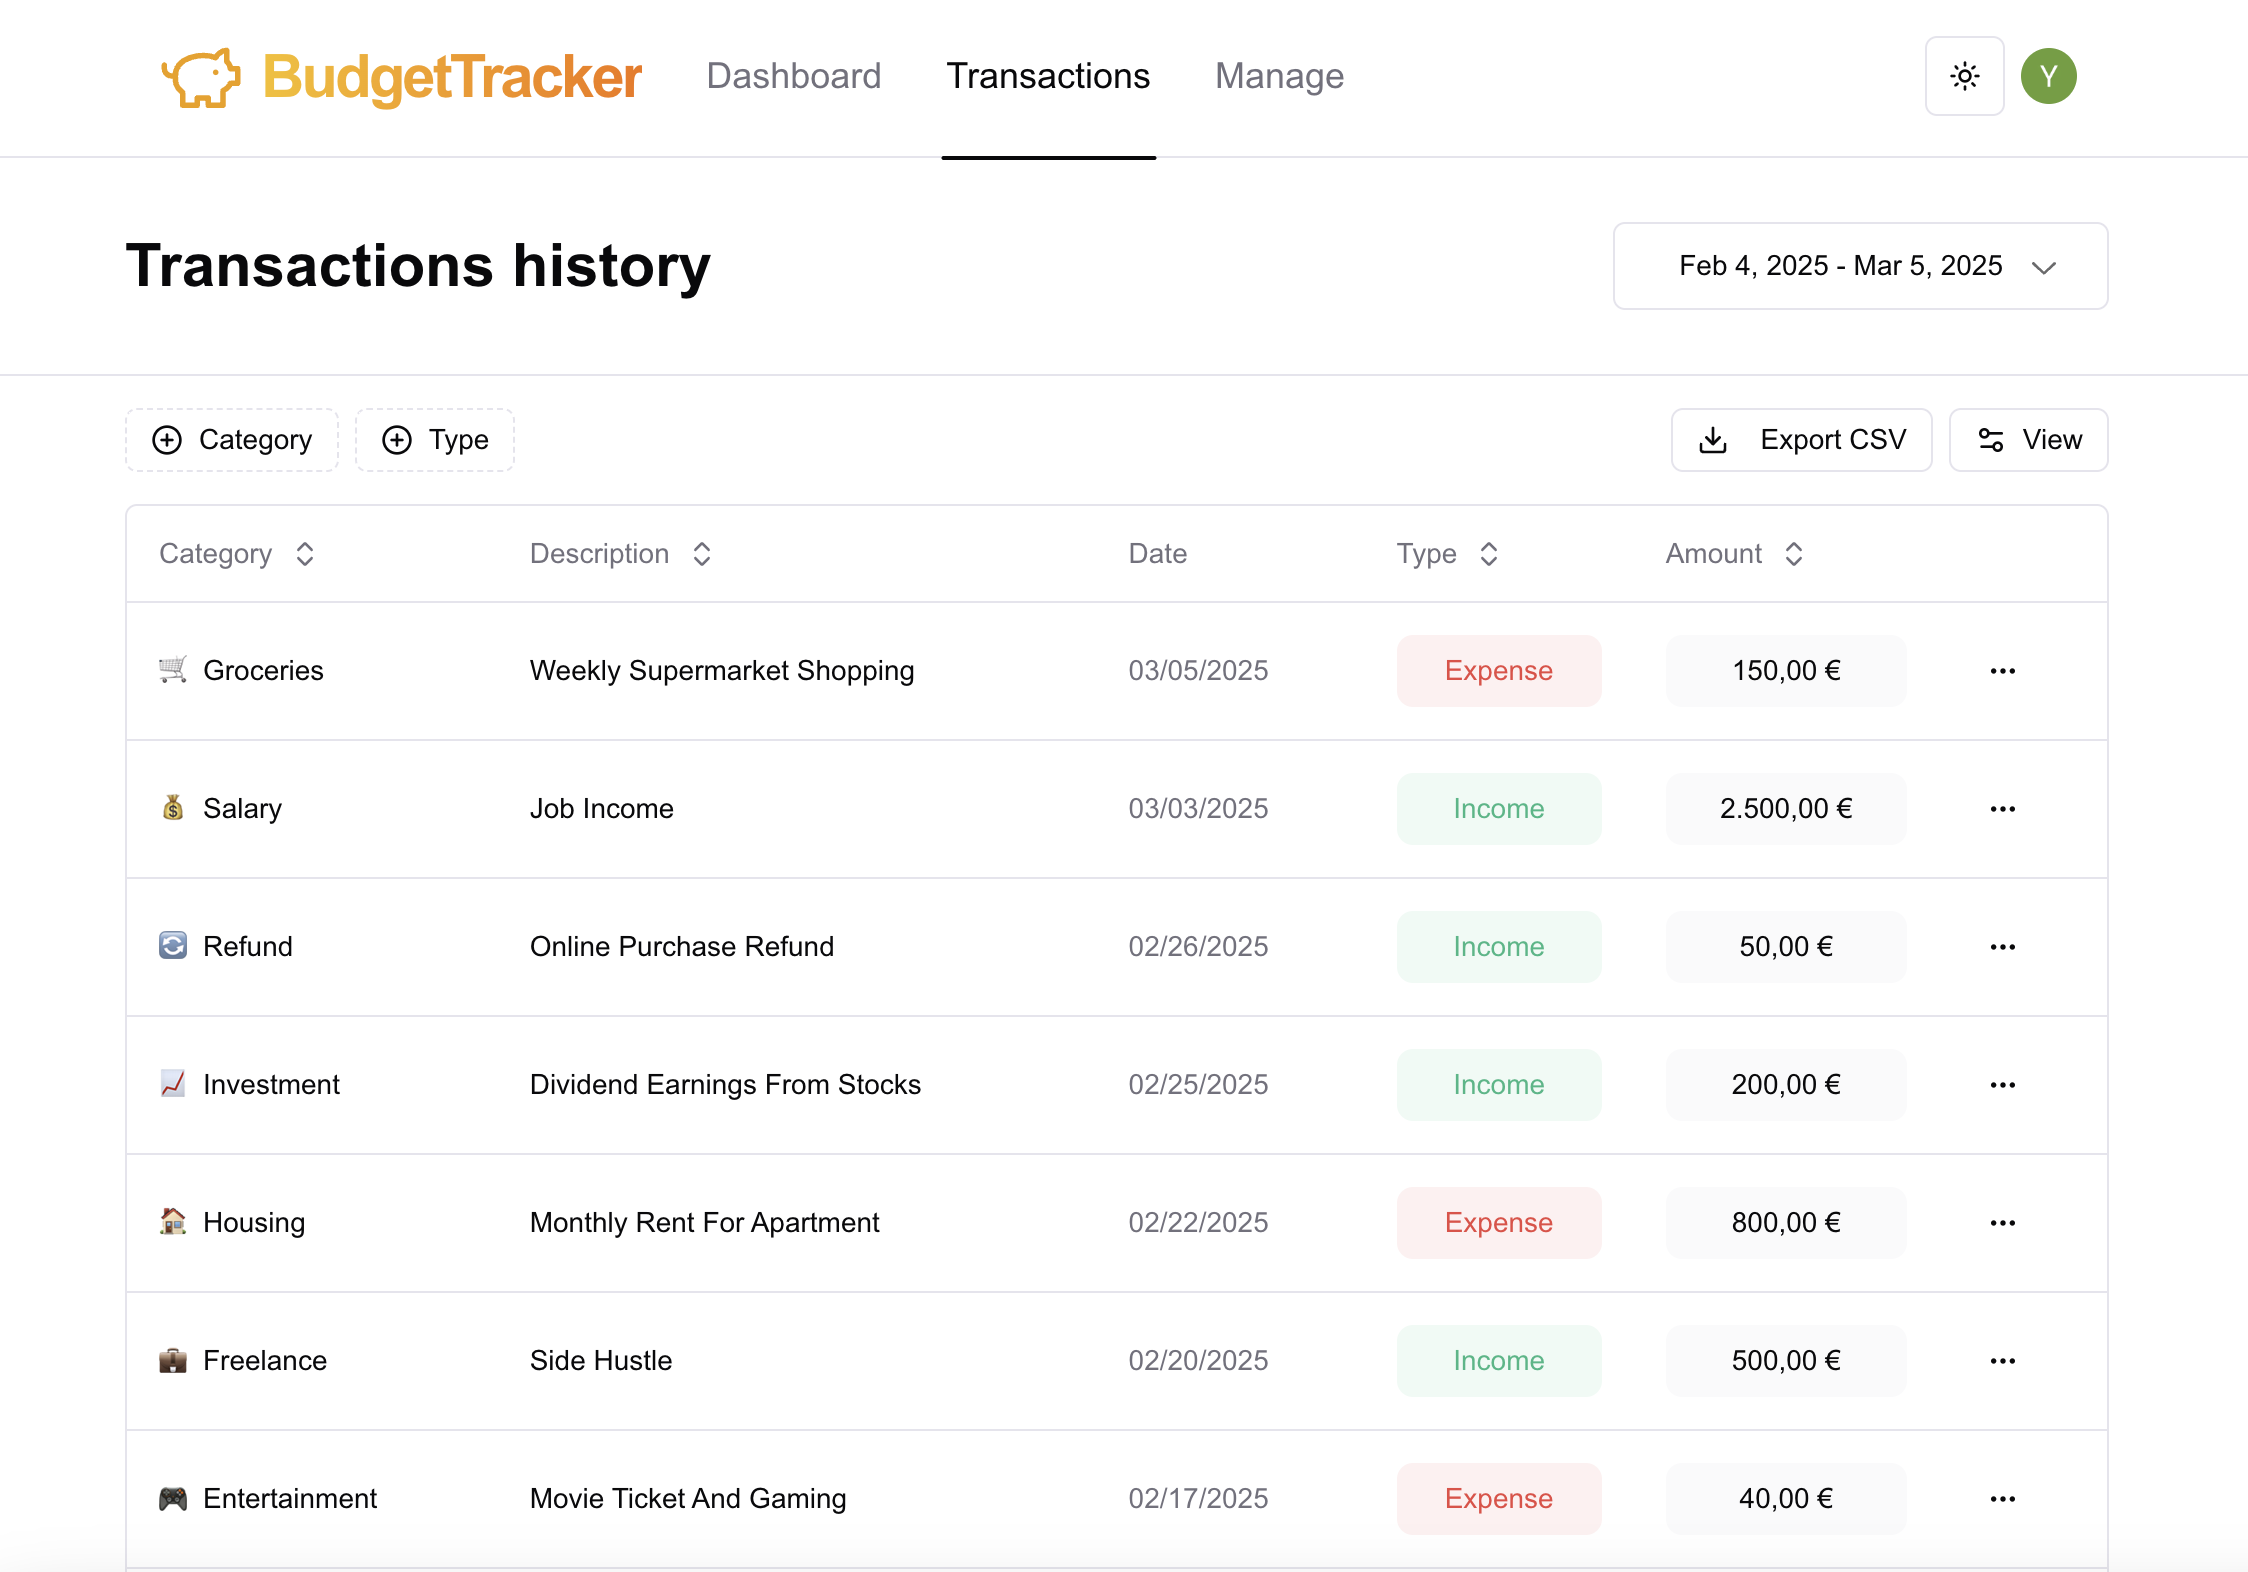 BudgetTracker Dashboard Transactions Manage Y
Transactions history Feb 4, 2025 - Mar 5, 2025
Category Type Export CSV View
Category Description Date Type Amount
Groceries Weekly Supermarket Shopping 03/05/2025 Expense 150,00 €
Salary Job Income 03/03/2025 Income 2.500,00 €
Refund Online Purchase Refund 02/26/2025 Income 50,00 €
Investment Dividend Earnings From Stocks 02/25/2025 Income 200,00 €
Housing Monthly Rent For Apartment 02/22/2025 Expense 800,00 €
Freelance Side Hustle 02/20/2025 Income 500,00 €
Entertainment Movie Ticket And Gaming 02/17/2025 Expense 40,00 €